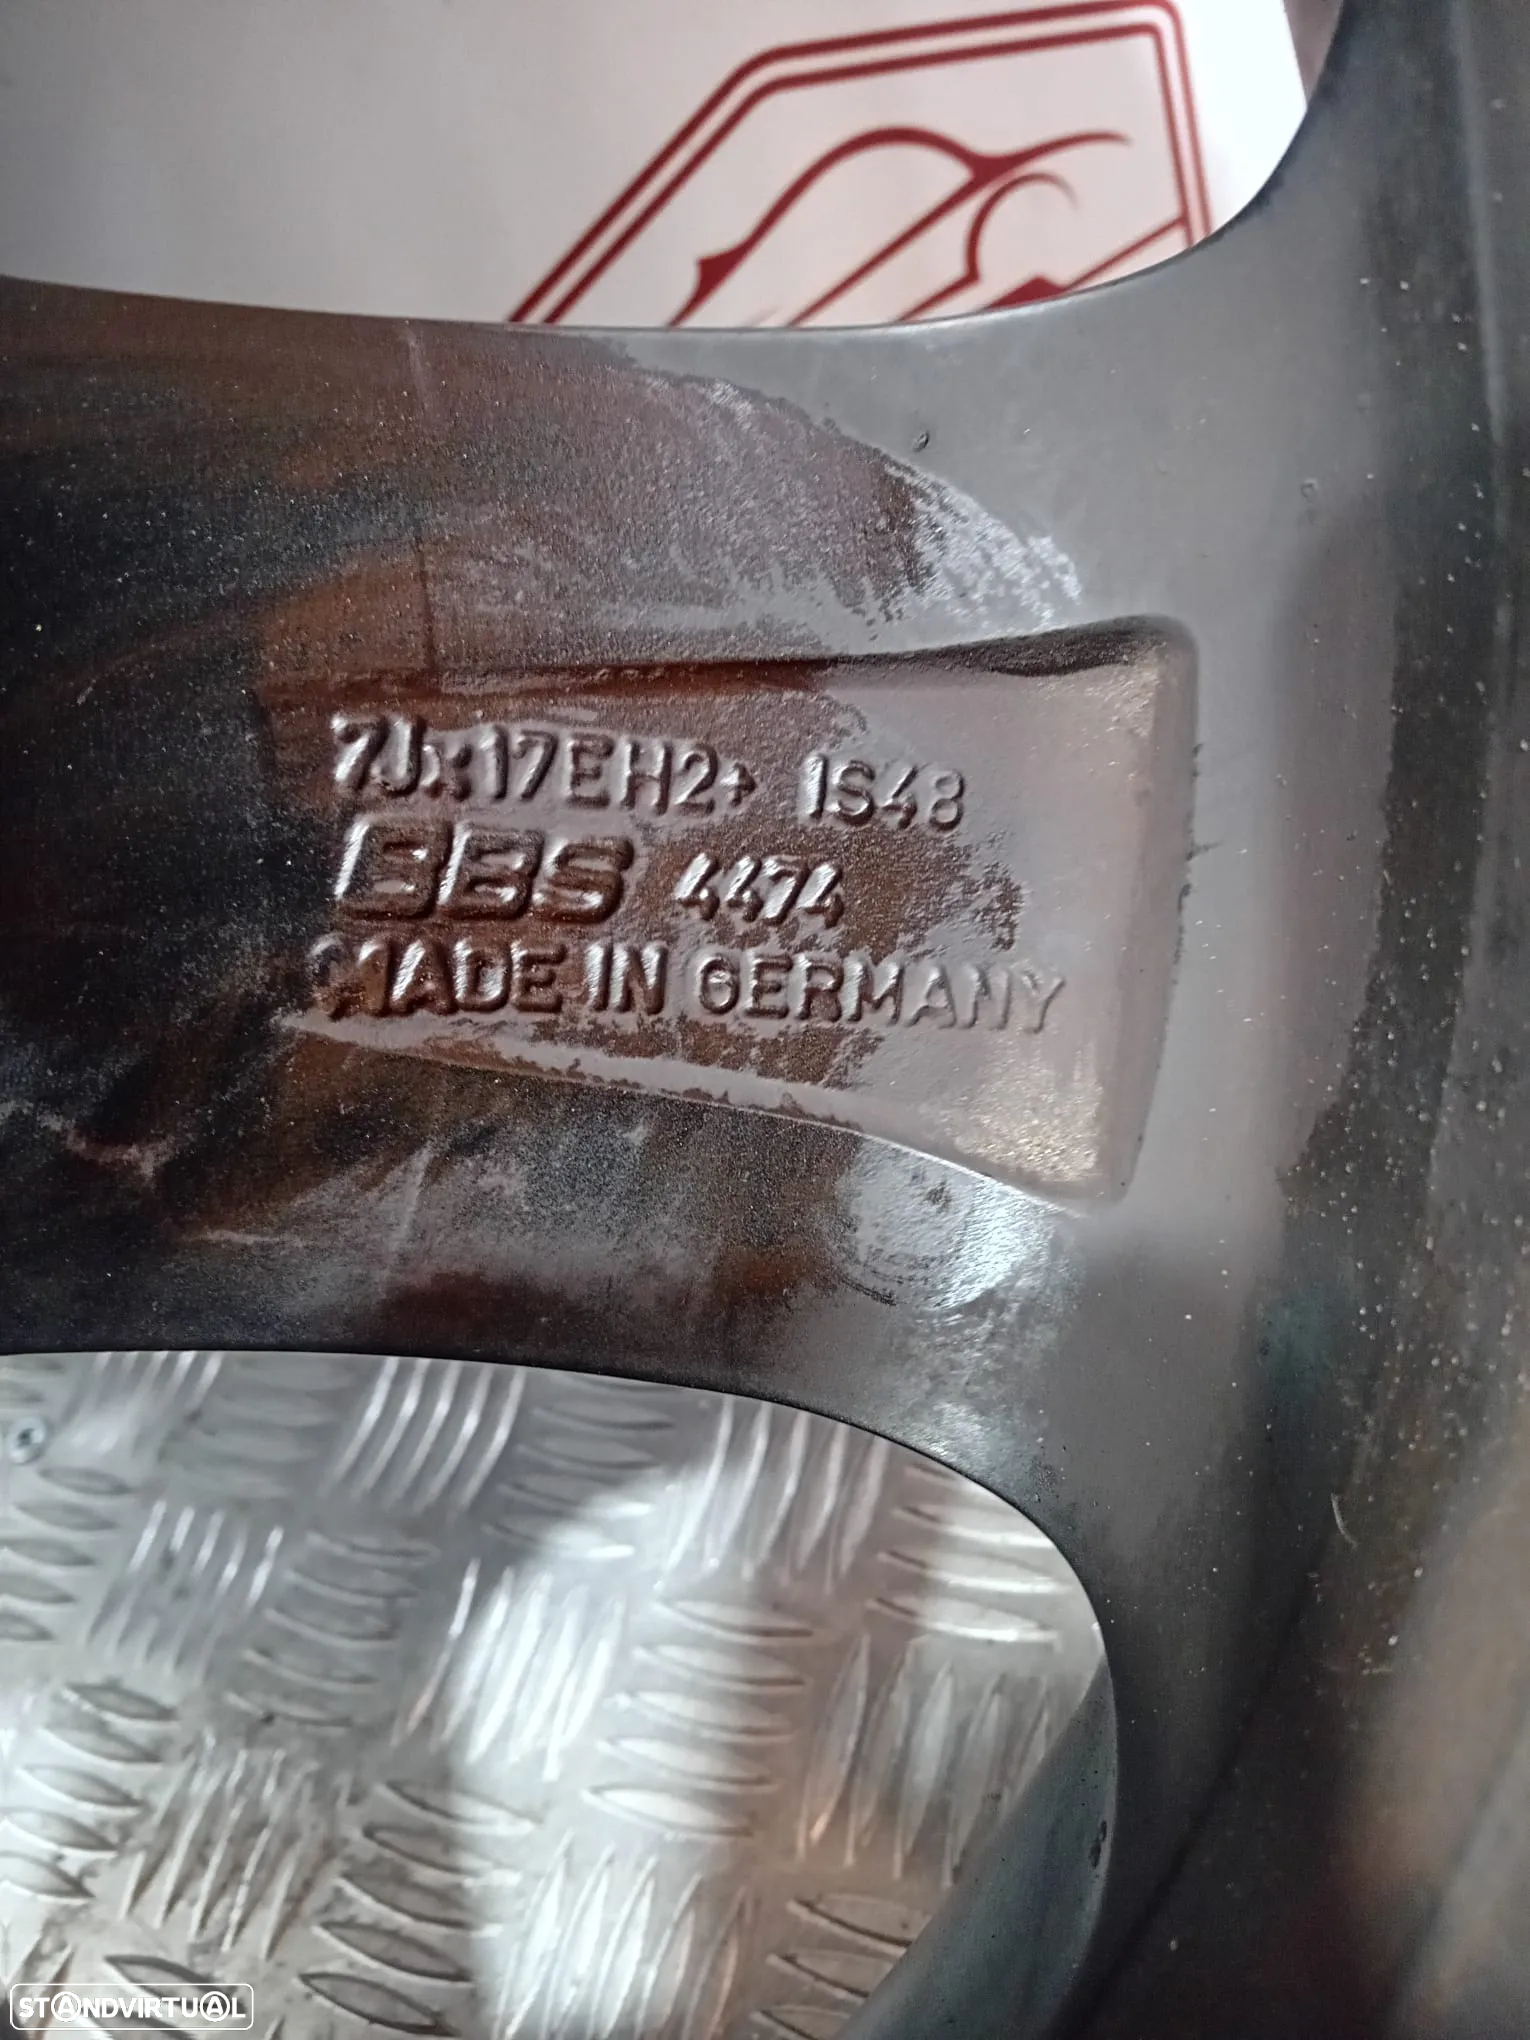 7Jx17EH2+ IS48
BBS 4474
MADE IN GERMANY
STANDVIRTUAL